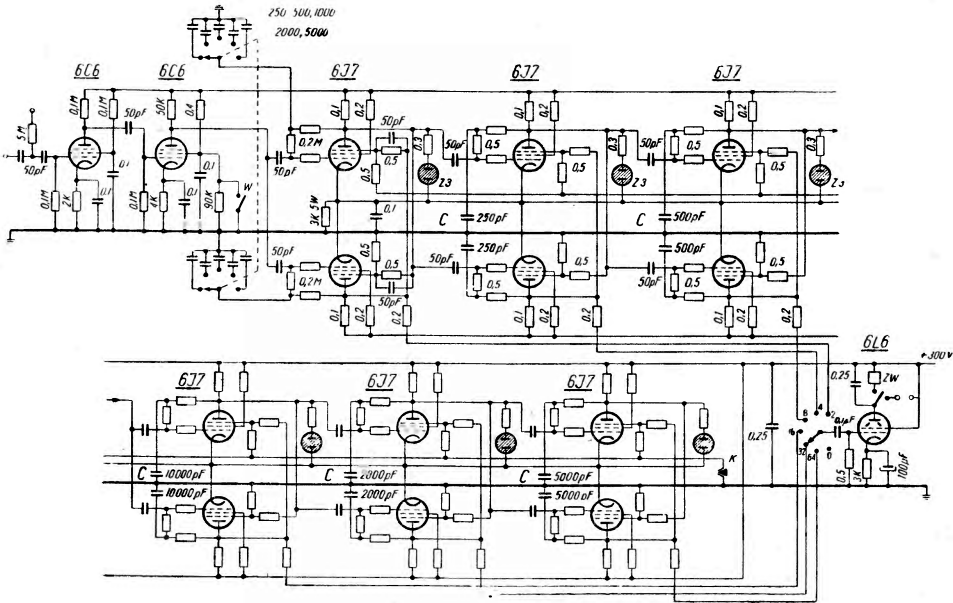 250 500,1000
2000,5000
6C6 6C6 6J7 6J7 6J7
0,1M 0,1M 50K 0,4 0,1 0,2 0,1 0,2 0,1 0,2
5M 50pF 50pF 0,2M 50pF 0,5 0,3 50pF 0,5 0,3 50pF 0,5 0,3
50pF 0,1 0,1 50pF 0,5 Z3 0,5 Z3 0,5 Z3
0,1M 2K 0,1 0,1M 4K 0,1 90K W 3K 5W 0,1 C 250pF C 500pF
250pF 500pF
50pF 0,2M 0,5 0,5 50pF 50pF 0,5 0,5 0,5 50pF 0,5 0,5 0,5
0,1 0,2 0,2 0,1 0,2 0,2 0,1 0,2 0,2
6L6
+300V
6J7 6J7 6J7
0,25 ZW
8 4 2
16 0,1µF
0,25 32 64 0
K 0,5 3K 100pF
C 10000pF C 2000pF C 5000pF
10000pF 2000pF 5000pF